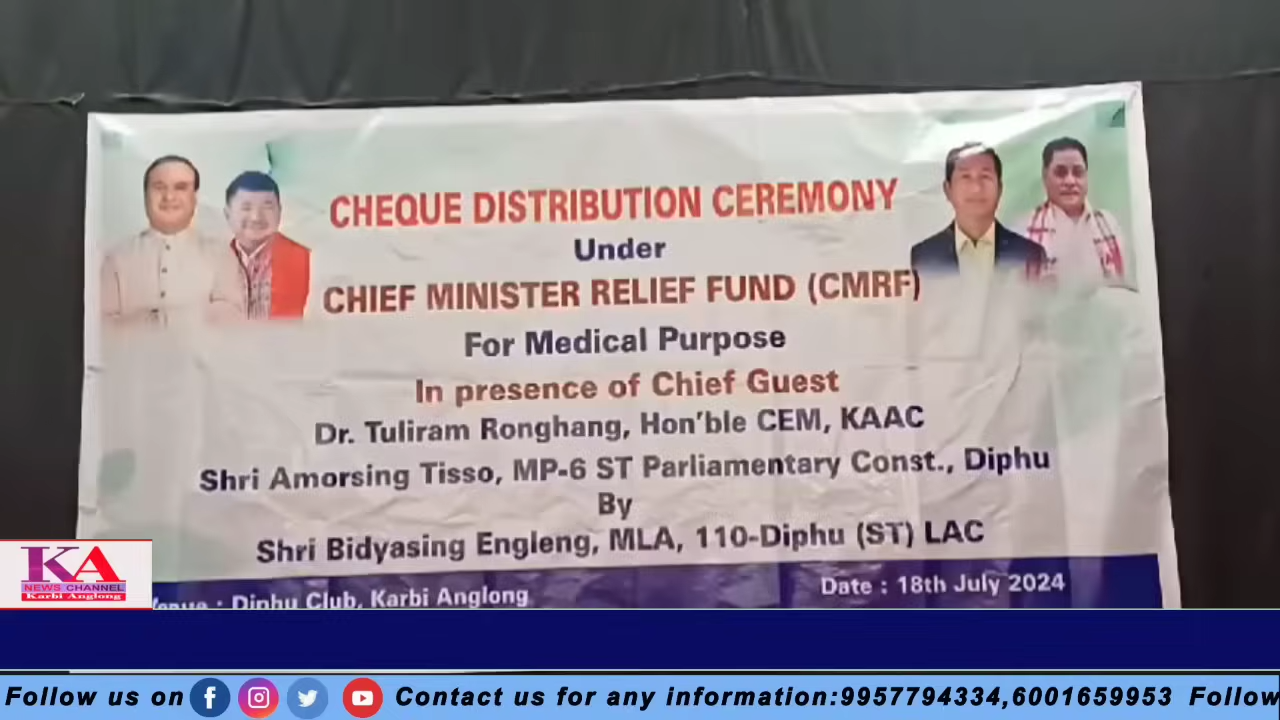 CHEQUE DISTRIBUTION CEREMONY
Under
CHIEF MINISTER RELIEF FUND (CMRF)
For Medical Purpose
In presence of Chief Guest
Dr. Tuliram Ronghang, Hon'ble CEM, KAAC
Shri Amorsing Tisso, MP-6 ST Parliamentary Const., Diphu
By
Shri Bidyasing Engleng, MLA, 110-Diphu (ST) LAC
Venue : Diphu Club, Karbi Anglong
Date : 18th July 2024
KA
NEWS CHANNEL
Karbi Anglong
Follow us on
Contact us for any information:9957794334,6001659953 Follow